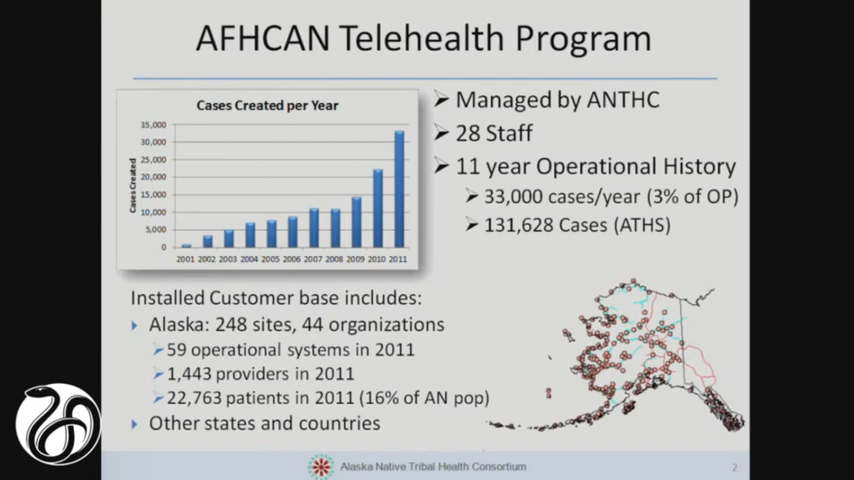 AFHCAN Telehealth Program
Cases Created per Year
Cases Created
35,000
30,000
25,000
20,000
15,000
10,000
5,000
0
2001 2002 2003 2004 2005 2006 2007 2008 2009 2010 2011
Managed by ANTHC
28 Staff
11 year Operational History
33,000 cases/year (3% of OP)
131,628 Cases (ATHS)
Installed Customer base includes:
Alaska: 248 sites, 44 organizations
59 operational systems in 2011
1,443 providers in 2011
22,763 patients in 2011 (16% of AN pop)
Other states and countries
Alaska Native Tribal Health Consortium
2